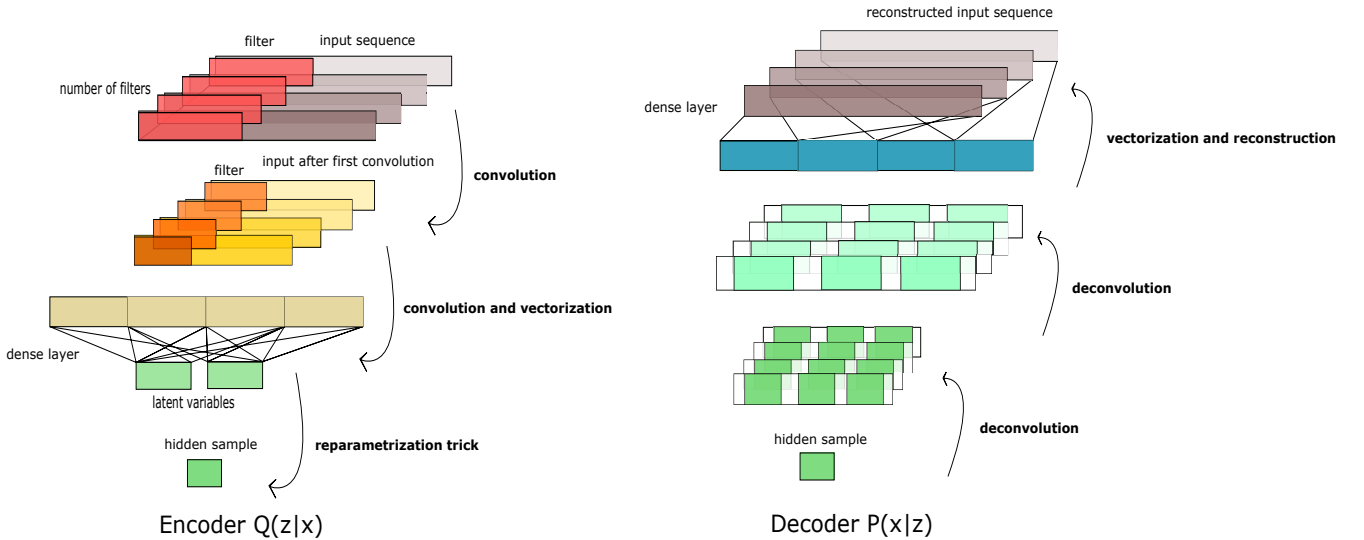 filter
input sequence
number of filters
input after first convolution
filter
convolution
convolution and vectorization
dense layer
latent variables
hidden sample
reparametrization trick
Encoder Q(z|x)
reconstructed input sequence
dense layer
vectorization and reconstruction
deconvolution
deconvolution
hidden sample
Decoder P(x|z)